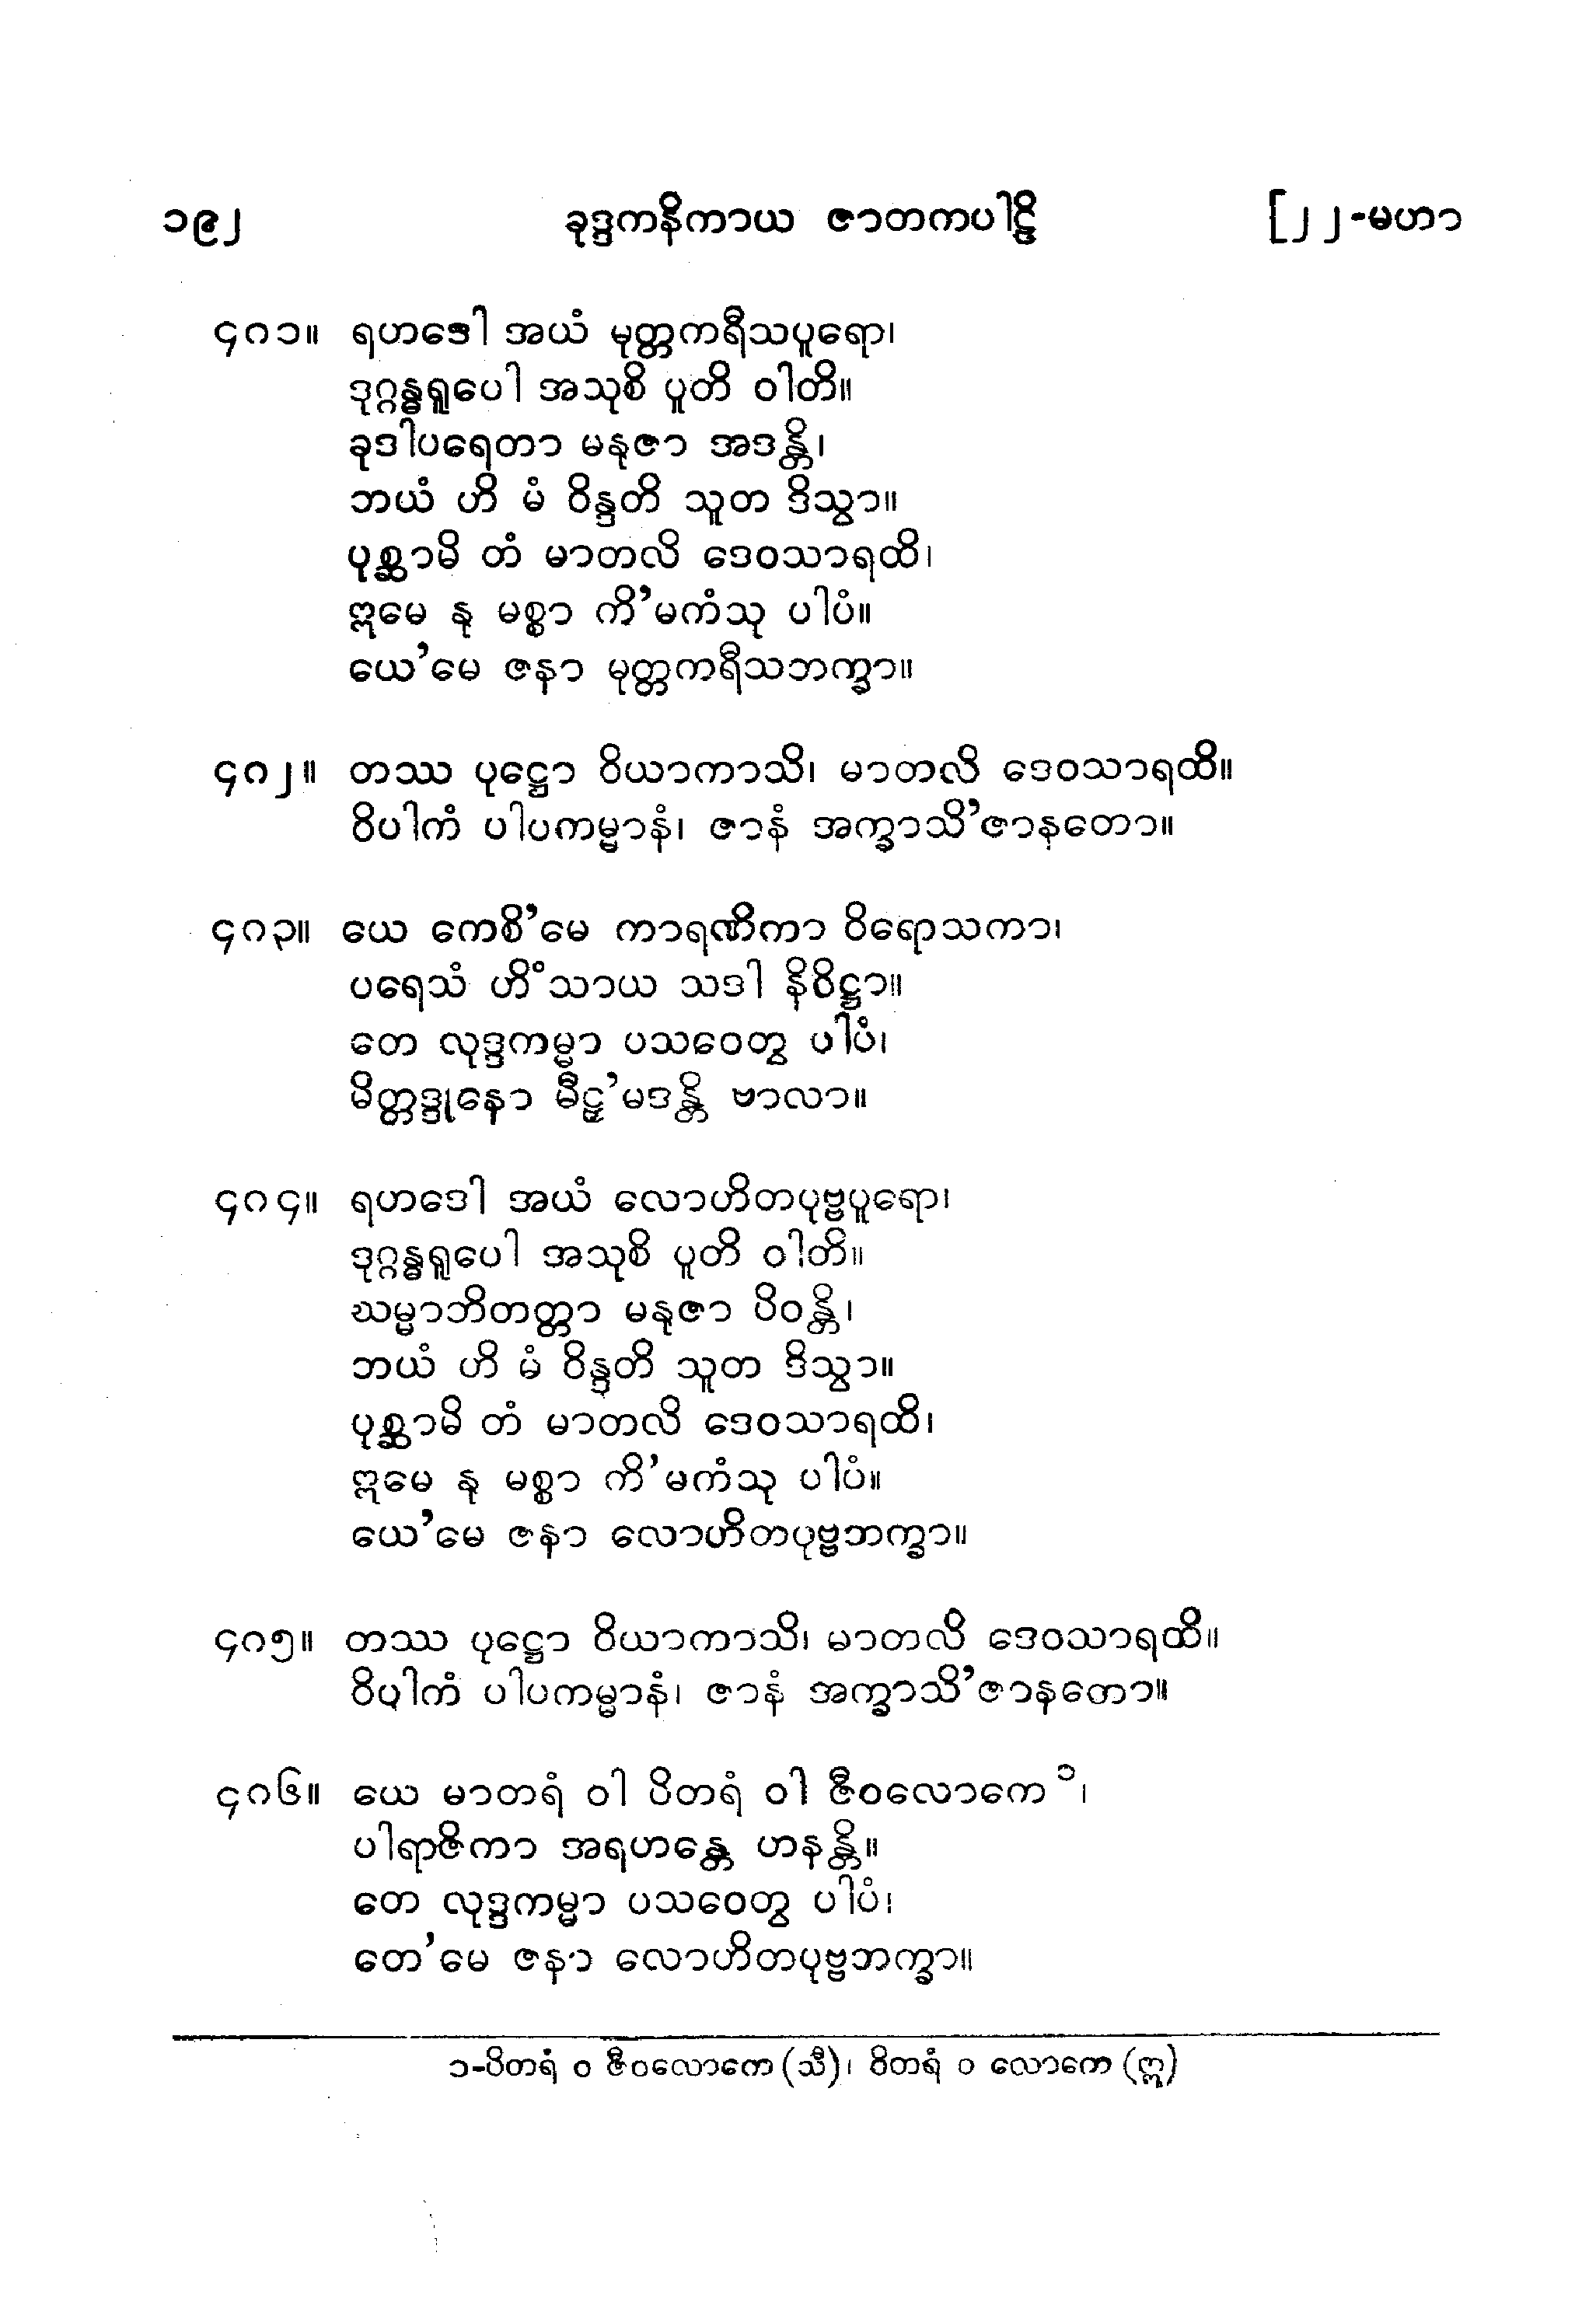 ၁၉၂ ခုဒ္ဒကနိကာယ ဇာတကပါဠိ [၂၂-မဟာ
၄၇၁။ ရဟဒေါ အယံ မုတ္တကရီသပူရော၊
ဒုဂ္ဂန္ဓရူပေါ အသုစိ ပူတိ ဝါတိ။
ခုဒါပရေတာ မနုဇာ အဒန္တိ၊
ဘယံ ဟိ မံ ဝိန္ဒတိ သူတ ဒိသွာ။
ပုစ္ဆာမိ တံ မာတလိ ဒေဝသာရထိ၊
ဣမေ နု မစ္စာ ကိ’မကံသု ပါပံ။
ယေ’မေ ဇနာ မုတ္တကရီသဘက္ခာ။
၄၇၂။ တဿ ပုဋ္ဌော ဝိယာကာသိ၊ မာတလိ ဒေဝသာရထိ။
ဝိပါကံ ပါပကမ္မာနံ၊ ဇာနံ အက္ခာသိ’ဇာနတော။
၄၇၃။ ယေ ကေစိ’မေ ကာရဏိကာ ဝိရောသကာ၊
ပရေသံ ဟိံသာယ သဒါ နိဝိဋ္ဌာ။
တေ လုဒ္ဒကမ္မာ ပသဝေတွ ပါပံ၊
မိတ္တဒ္ဒုနော မီဠှ’မဒန္တိ ဗာလာ။
၄၇၄။ ရဟဒေါ အယံ လောဟိတပုဗ္ဗပူရော၊
ဒုဂ္ဂန္ဓရူပေါ အသုစိ ပူတိ ဝါတိ။
ဃမ္မာဘိတတ္တာ မနုဇာ ပိဝန္တိ၊
ဘယံ ဟိ မံ ဝိန္ဒတိ သူတ ဒိသွာ။
ပုစ္ဆာမိ တံ မာတလိ ဒေဝသာရထိ၊
ဣမေ နု မစ္စာ ကိ’မကံသု ပါပံ။
ယေ’မေ ဇနာ လောဟိတပုဗ္ဗဘက္ခာ။
၄၇၅။ တဿ ပုဋ္ဌော ဝိယာကာသိ၊ မာတလိ ဒေဝသာရထိ။
ဝိပါကံ ပါပကမ္မာနံ၊ ဇာနံ အက္ခာသိ’ဇာနတော။
၄၇၆။ ယေ မာတရံ ဝါ ပိတရံ ဝါ ဇီဝလောကေ ၁၊
ပါရာဇိကာ အရဟန္တေ ဟနန္တိ။
တေ လုဒ္ဒကမ္မာ ပသဝေတွ ပါပံ၊
တေ’မေ ဇနာ လောဟိတပုဗ္ဗဘက္ခာ။
၁-ပိတရံ ဝ ဇီဝလောကေ (သီ)၊ ပိတရံ ဝ လောကေ (ဣ)